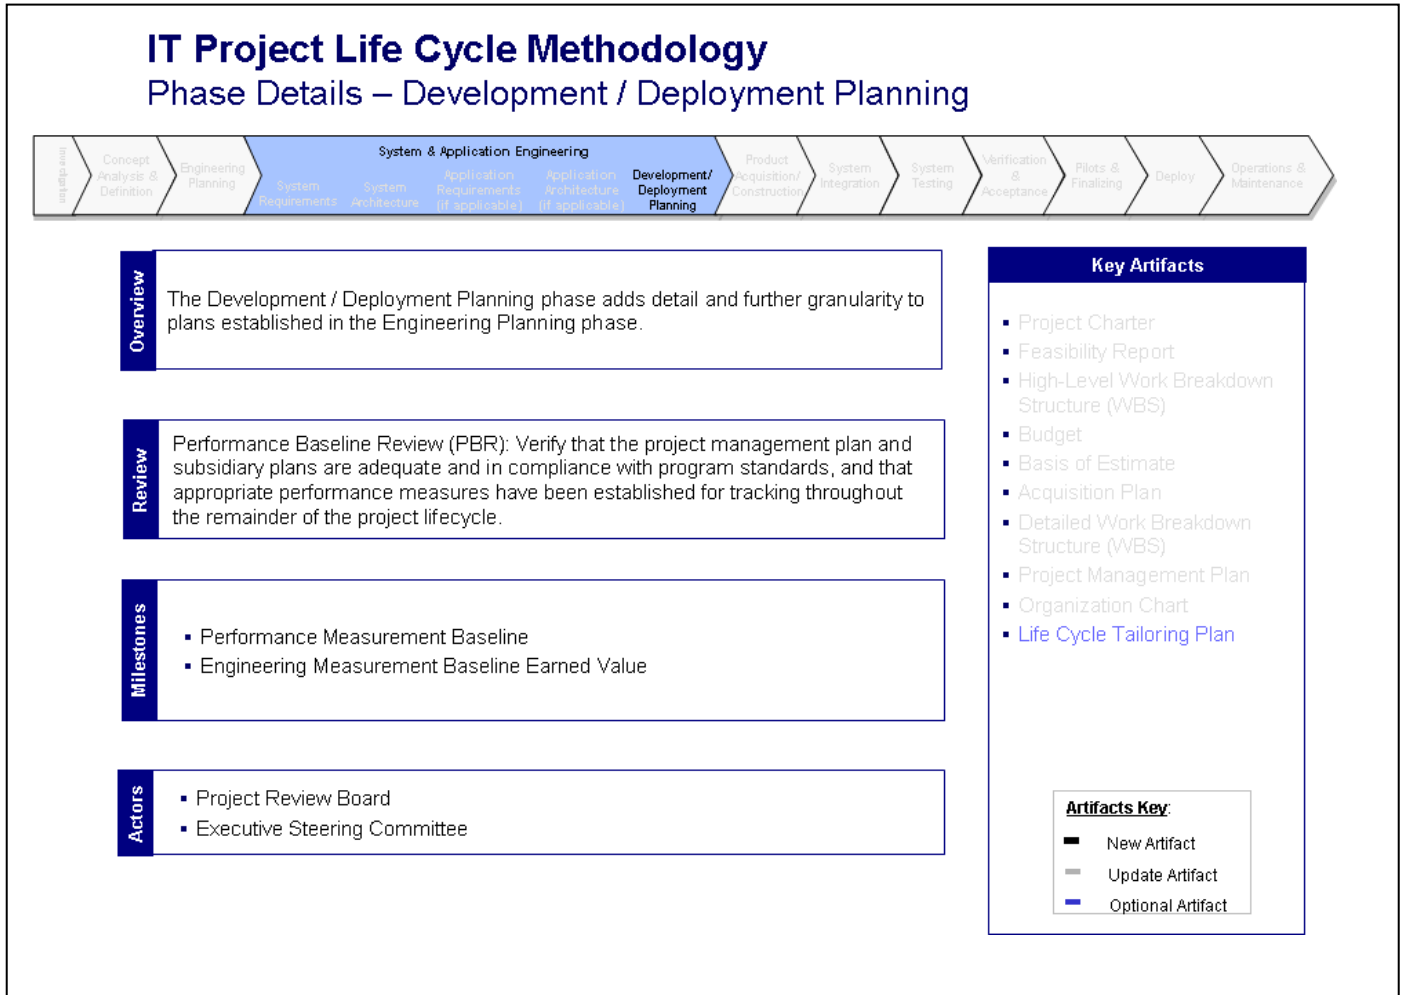 IT Project Life Cycle Methodology
Phase Details – Development / Deployment Planning
Concept
Analysis &
Definition
Engineering
Planning
System & Application Engineering
System
Requirements
System
Architecture
Application
Requirements
(if applicable)
Application
Architecture
(if applicable)
Development/
Deployment
Planning
Product
Acquisition/
Construction
System
Integration
System
Testing
Verification
&
Acceptance
Pilots &
Finalizing
Deploy
Operations &
Maintenance
Overview
The Development / Deployment Planning phase adds detail and further granularity to
plans established in the Engineering Planning phase.
Review
Performance Baseline Review (PBR): Verify that the project management plan and
subsidiary plans are adequate and in compliance with program standards, and that
appropriate performance measures have been established for tracking throughout
the remainder of the project lifecycle.
Milestones
▪ Performance Measurement Baseline
▪ Engineering Measurement Baseline Earned Value
Actors
▪ Project Review Board
▪ Executive Steering Committee
Key Artifacts
▪ Project Charter
▪ Feasibility Report
▪ High-Level Work Breakdown
Structure (WBS)
▪ Budget
▪ Basis of Estimate
▪ Acquisition Plan
▪ Detailed Work Breakdown
Structure (WBS)
▪ Project Management Plan
▪ Organization Chart
▪ Life Cycle Tailoring Plan
Artifacts Key:
New Artifact
Update Artifact
Optional Artifact